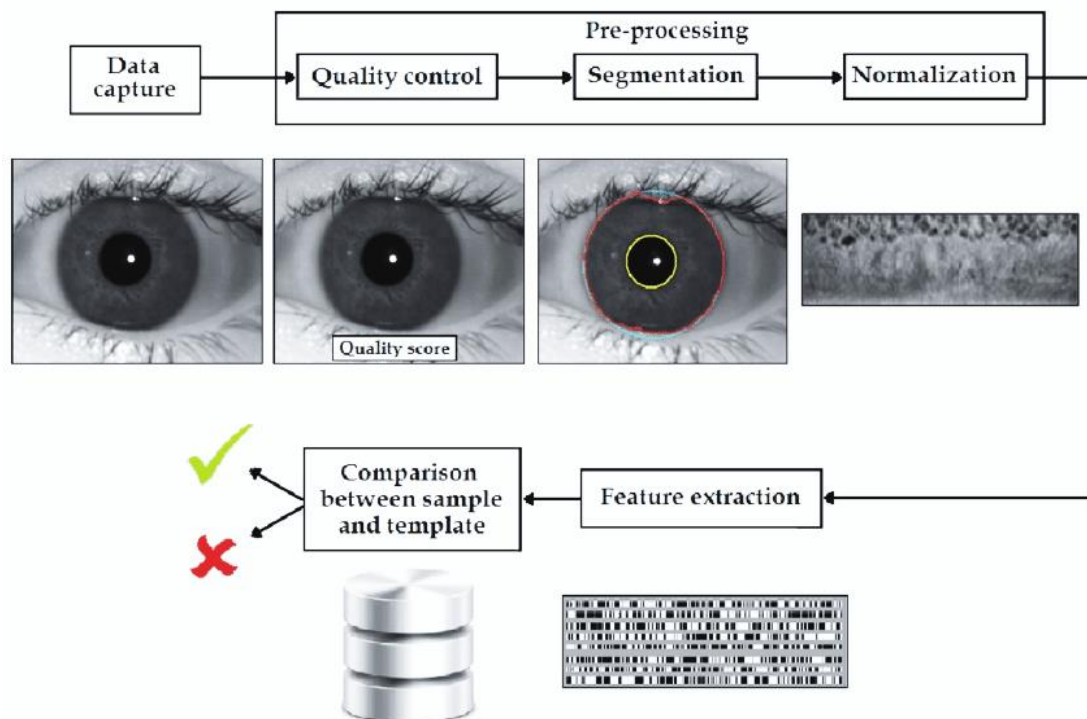 Pre-processing
Data
capture
Quality control
Segmentation
Normalization
Quality score
Comparison
between sample
and template
Feature extraction